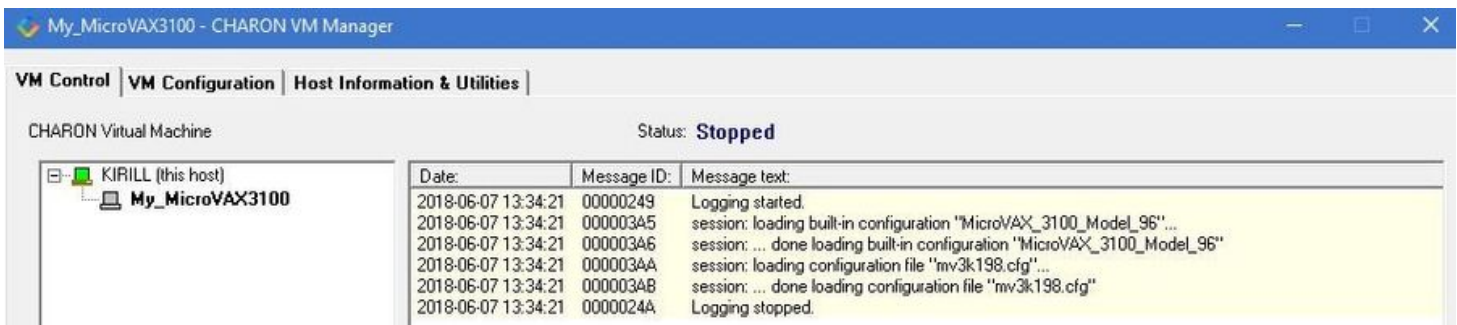 My_MicroVAX3100 - CHARON VM Manager
VM Control VM Configuration Host Information & Utilities
CHARON Virtual Machine Status: Stopped
KIRILL (this host)
My_MicroVAX3100
Date: Message ID: Message text:
2018-06-07 13:34:21 00000249 Logging started.
2018-06-07 13:34:21 000003A5 session: loading built-in configuration "MicroVAX_3100_Model_96"...
2018-06-07 13:34:21 000003A6 session: ... done loading built-in configuration "MicroVAX_3100_Model_96"
2018-06-07 13:34:21 000003AA session: loading configuration file "mv3k198.cfg"...
2018-06-07 13:34:21 000003AB session: ... done loading configuration file "mv3k198.cfg"
2018-06-07 13:34:21 0000024A Logging stopped.